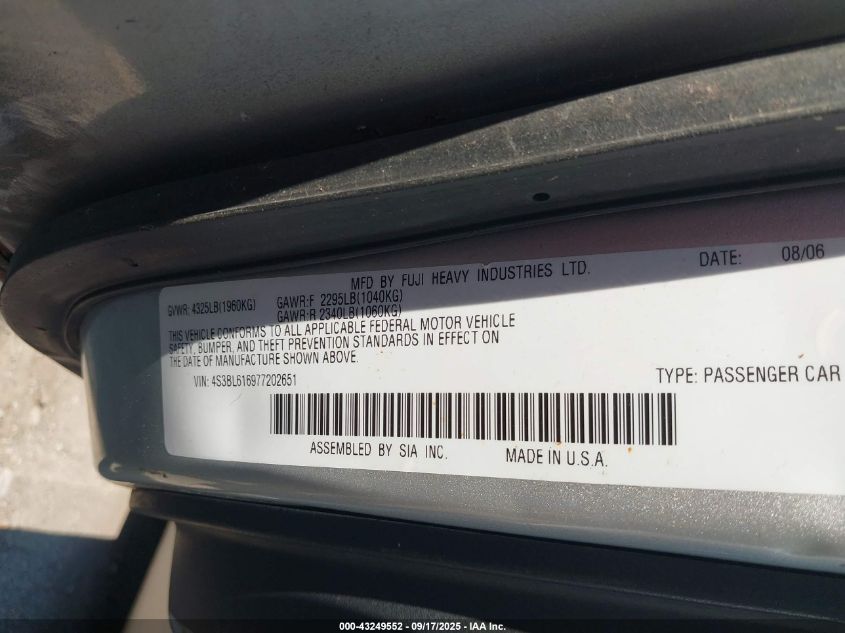 MFD BY FUJI HEAVY INDUSTRIES LTD. DATE: 08/06
GVWR: 4325LB(1960KG) GAWR:F 2295LB(1040KG)
GAWR:R 2340LB(1060KG)
THIS VEHICLE CONFORMS TO ALL APPLICABLE FEDERAL MOTOR VEHICLE
SAFETY, BUMPER, AND THEFT PREVENTION STANDARDS IN EFFECT ON
THE DATE OF MANUFACTURE SHOWN ABOVE.
VIN: 4S3BL616977202651 TYPE: PASSENGER CAR
ASSEMBLED BY SIA INC. MADE IN U.S.A.
000-43249552 - 09/17/2025 - IAA Inc.